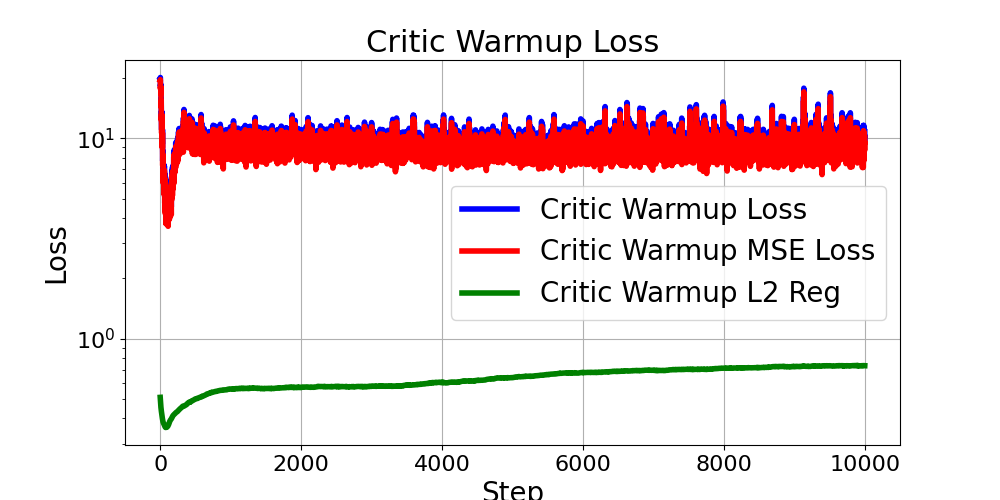 Critic Warmup Loss
Loss
10¹
10⁰
Critic Warmup Loss
Critic Warmup MSE Loss
Critic Warmup L2 Reg
0 2000 4000 6000 8000 10000
Step